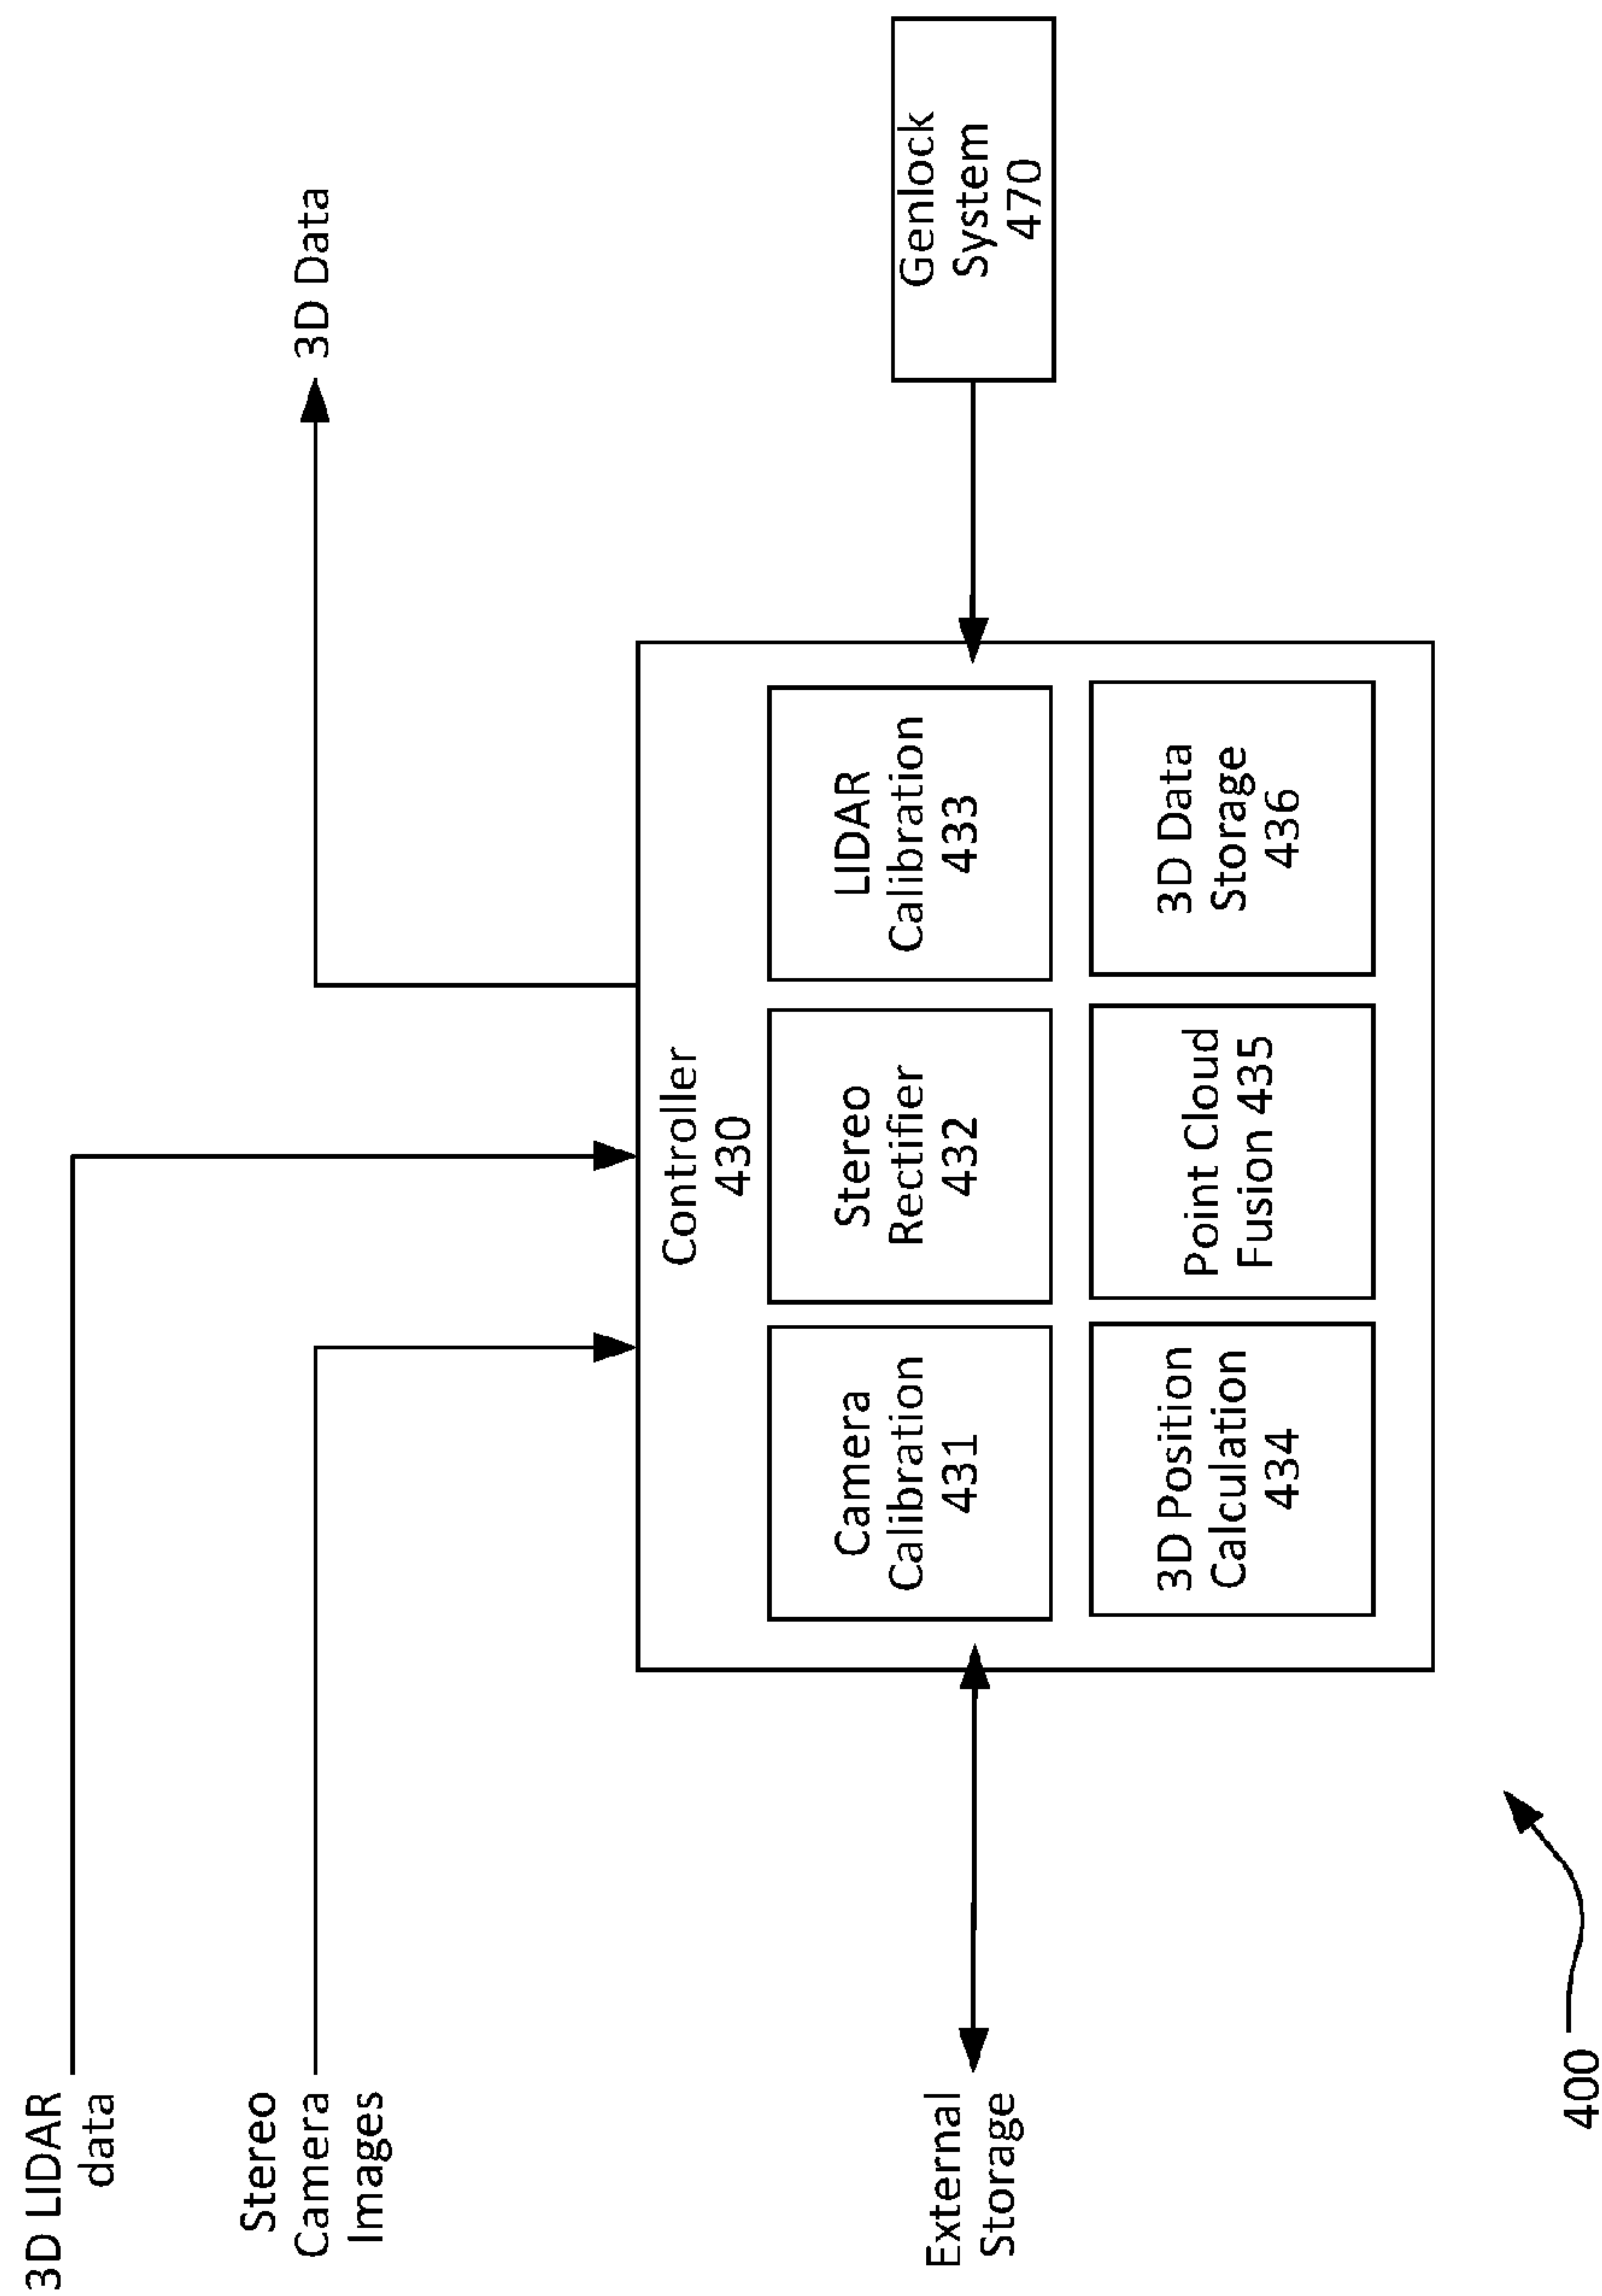 3D LIDAR
data
Stereo
Camera
Images
3D Data
Controller
430
Camera
Calibration
431
Stereo
Rectifier
432
LIDAR
Calibration
433
3D Position
Calculation
434
Point Cloud
Fusion 435
3D Data
Storage
436
External
Storage
Genlock
System
470
400